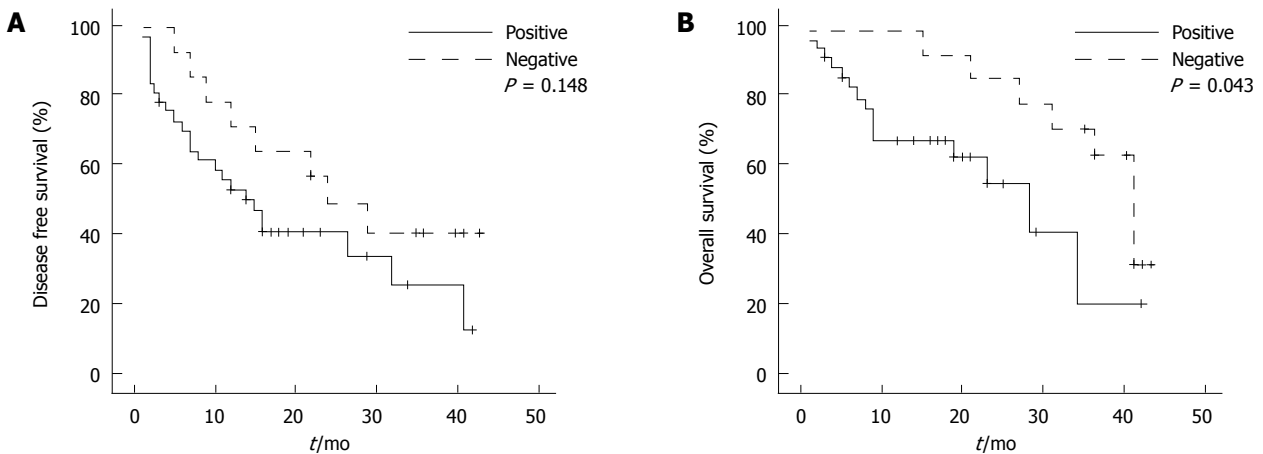 A
Disease free survival (%)
100
80
60
40
20
0
0 10 20 30 40 50
t/mo
Positive
Negative
P = 0.148
B
Overall survival (%)
100
80
60
40
20
0
0 10 20 30 40 50
t/mo
Positive
Negative
P = 0.043